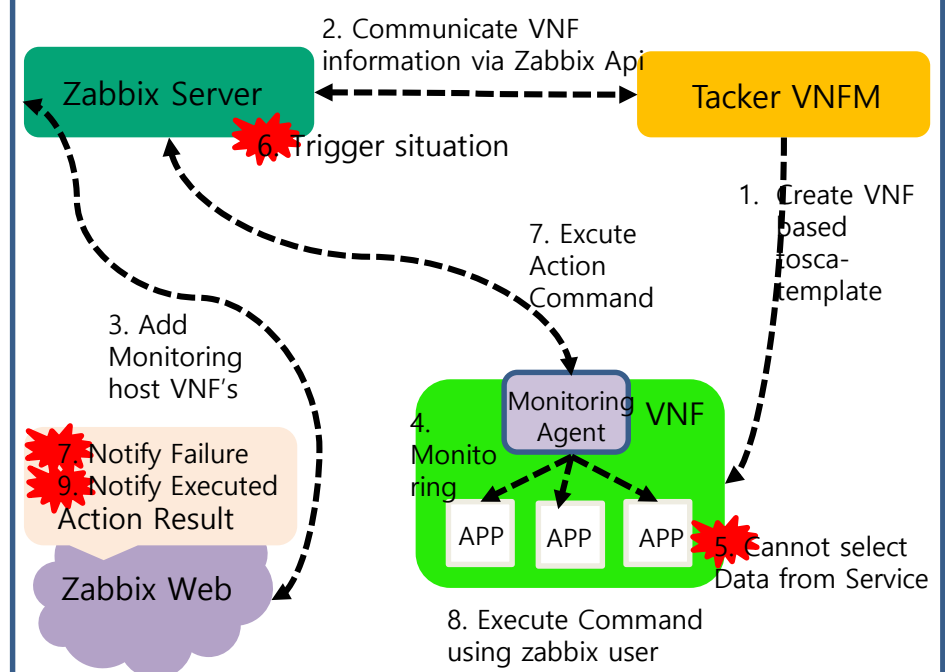 2. Communicate VNF
information via Zabbix Api
Zabbix Server
Tacker VNFM
6. Trigger situation
1. Create VNF
based
tosca-
template
7. Excute
Action
Command
3. Add
Monitoring
host VNF's
Monitoring
Agent
VNF
4.
Monito
ring
7. Notify Failure
9. Notify Executed
Action Result
APP
APP
APP
5. Cannot select
Data from Service
Zabbix Web
8. Execute Command
using zabbix user